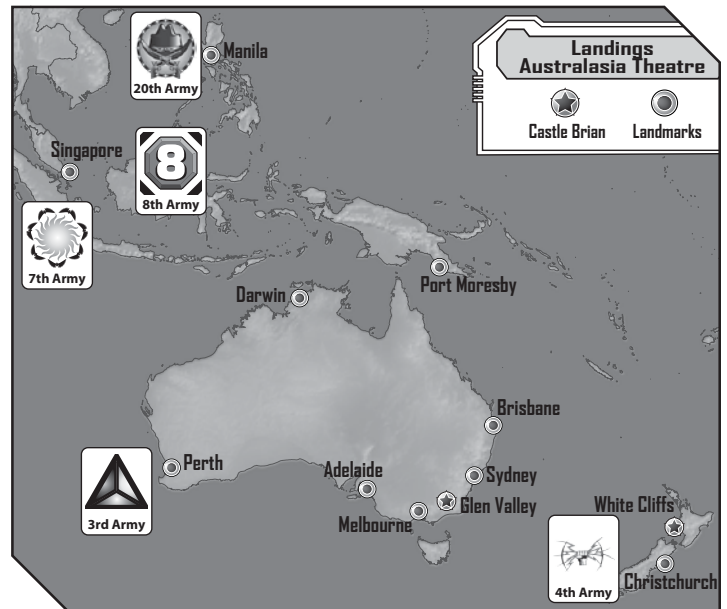 Landings
Australasia Theatre
Castle Brian
Landmarks
20th Army
Manila
Singapore
8
8th Army
7th Army
Port Moresby
Darwin
Brisbane
Perth
Adelaide
Sydney
3rd Army
Melbourne
Glen Valley
White Cliffs
4th Army
Christchurch